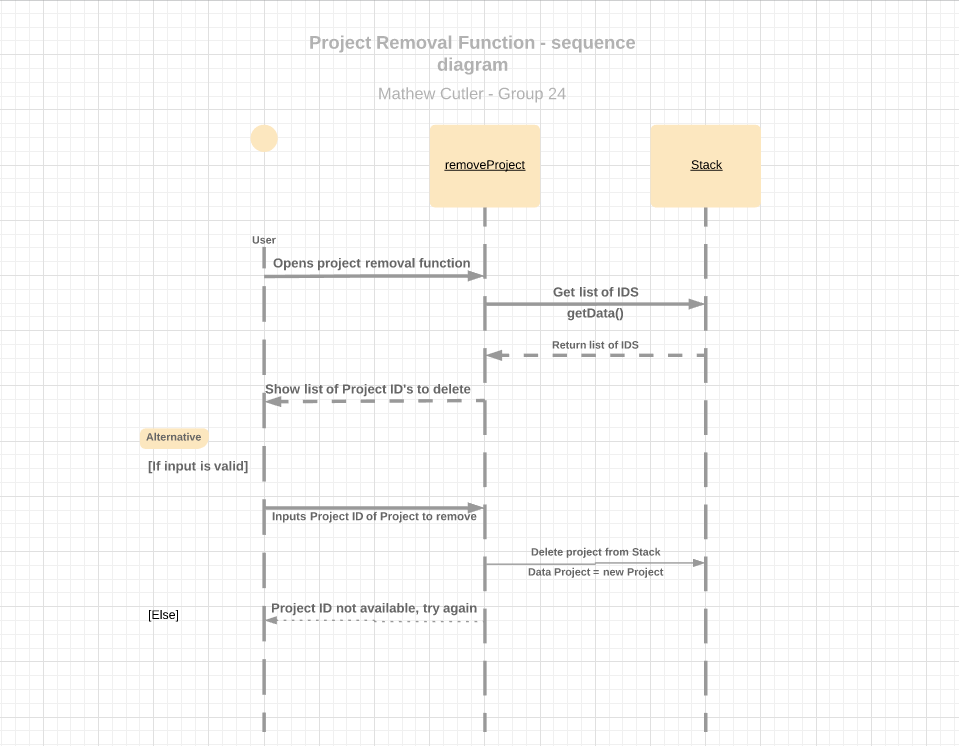 Project Removal Function - sequence
diagram
Mathew Cutler - Group 24
removeProject
Stack
User
Opens project removal function
Get list of IDS
getData()
Return list of IDS
Show list of Project ID's to delete
Alternative
[If input is valid]
Inputs Project ID of Project to remove
Delete project from Stack
Data Project = new Project
Project ID not available, try again
[Else]